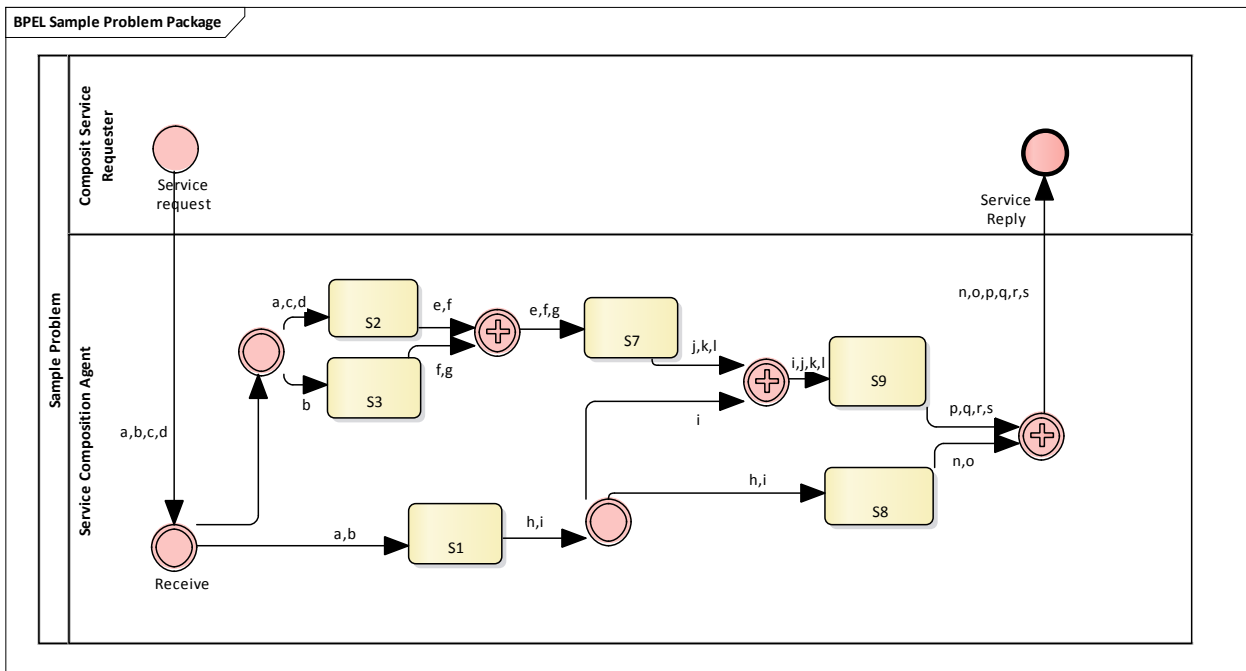 BPEL Sample Problem Package
Sample Problem
Composit Service
Requester
Service
request
Service
Reply
Service Composition Agent
a,b,c,d
a,c,d
b
S2
S3
e,f
f,g
e,f,g
S7
j,k,l
i
i,j,k,l
S9
p,q,r,s
n,o
n,o,p,q,r,s
Receive
a,b
S1
h,i
h,i
S8